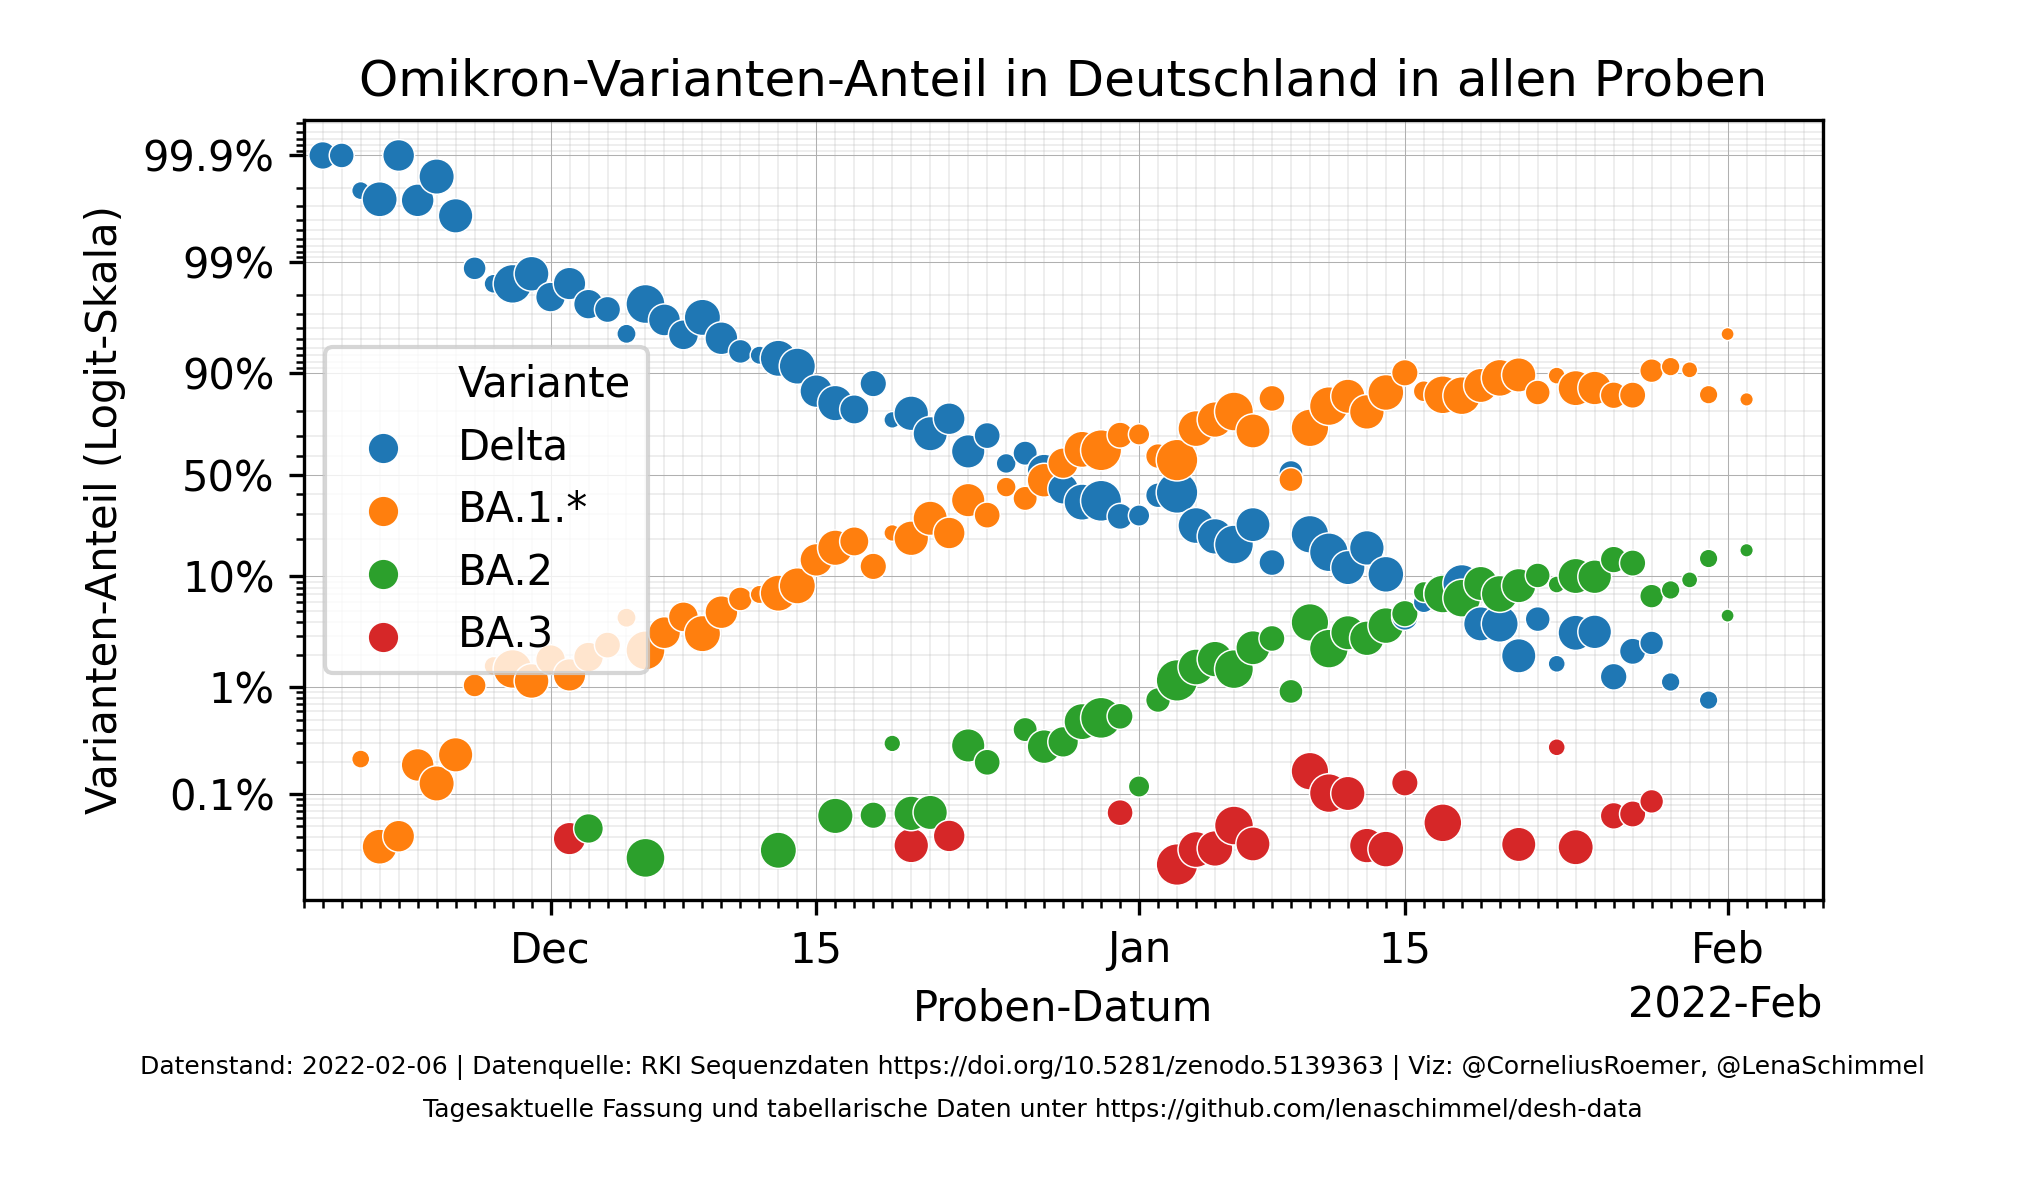 Omikron-Varianten-Anteil in Deutschland in allen Proben
Varianten-Anteil (Logit-Skala)
99.9%
99%
90%
50%
10%
1%
0.1%
Variante
Delta
BA.1.*
BA.2
BA.3
Dec 15 Jan 15 Feb
2022-Feb
Proben-Datum
Datenstand: 2022-02-06 | Datenquelle: RKI Sequenzdaten https://doi.org/10.5281/zenodo.5139363 | Viz: @CorneliusRoemer, @LenaSchimmel
Tagesaktuelle Fassung und tabellarische Daten unter https://github.com/lenaschimmel/desh-data